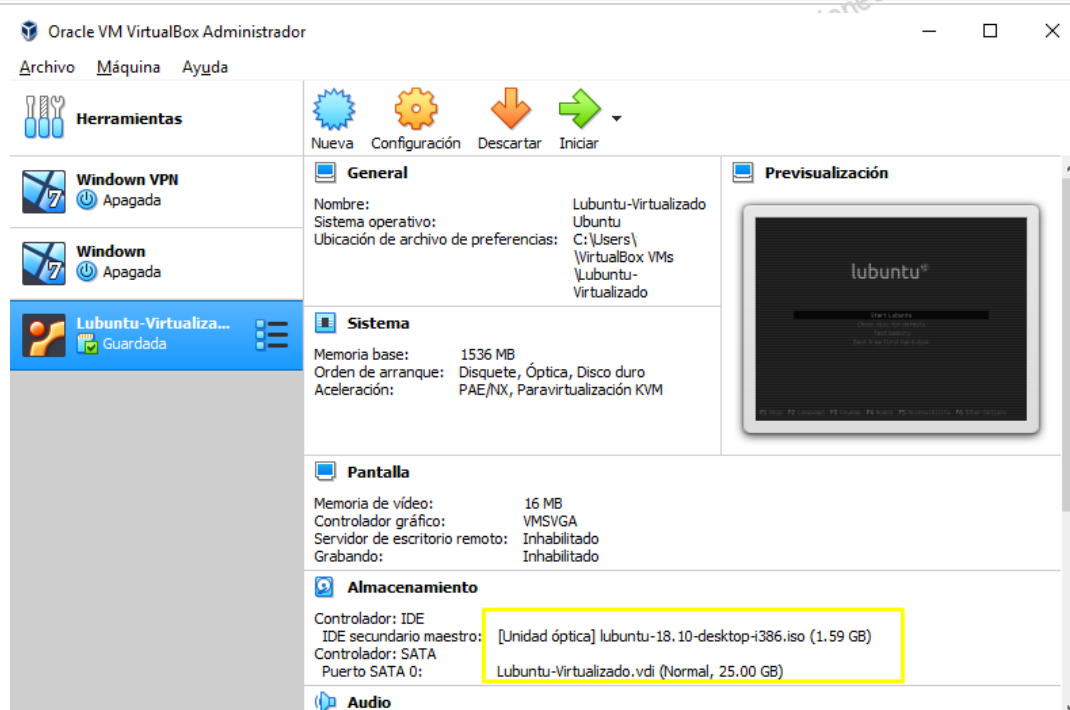 Oracle VM VirtualBox Administrador
Archivo Máquina Ayuda
Herramientas
Nueva Configuración Descartar Iniciar
Windown VPN
Apagada
Windown
Apagada
Lubuntu-Virtualiza...
Guardada
General
Nombre: Lubuntu-Virtualizado
Sistema operativo: Ubuntu
Ubicación de archivo de preferencias: C:\Users\
\VirtualBox VMs
\Lubuntu-
Virtualizado
Previsualización
lubuntu
Start Lubuntu
Test memory
Sistema
Memoria base: 1536 MB
Orden de arranque: Disquete, Óptica, Disco duro
Aceleración: PAE/NX, Paravirtualización KVM
Pantalla
Memoria de vídeo: 16 MB
Controlador gráfico: VMSVGA
Servidor de escritorio remoto: Inhabilitado
Grabando: Inhabilitado
Almacenamiento
Controlador: IDE
IDE secundario maestro: [Unidad óptica] lubuntu-18.10-desktop-i386.iso (1.59 GB)
Controlador: SATA
Puerto SATA 0: Lubuntu-Virtualizado.vdi (Normal, 25.00 GB)
Audio